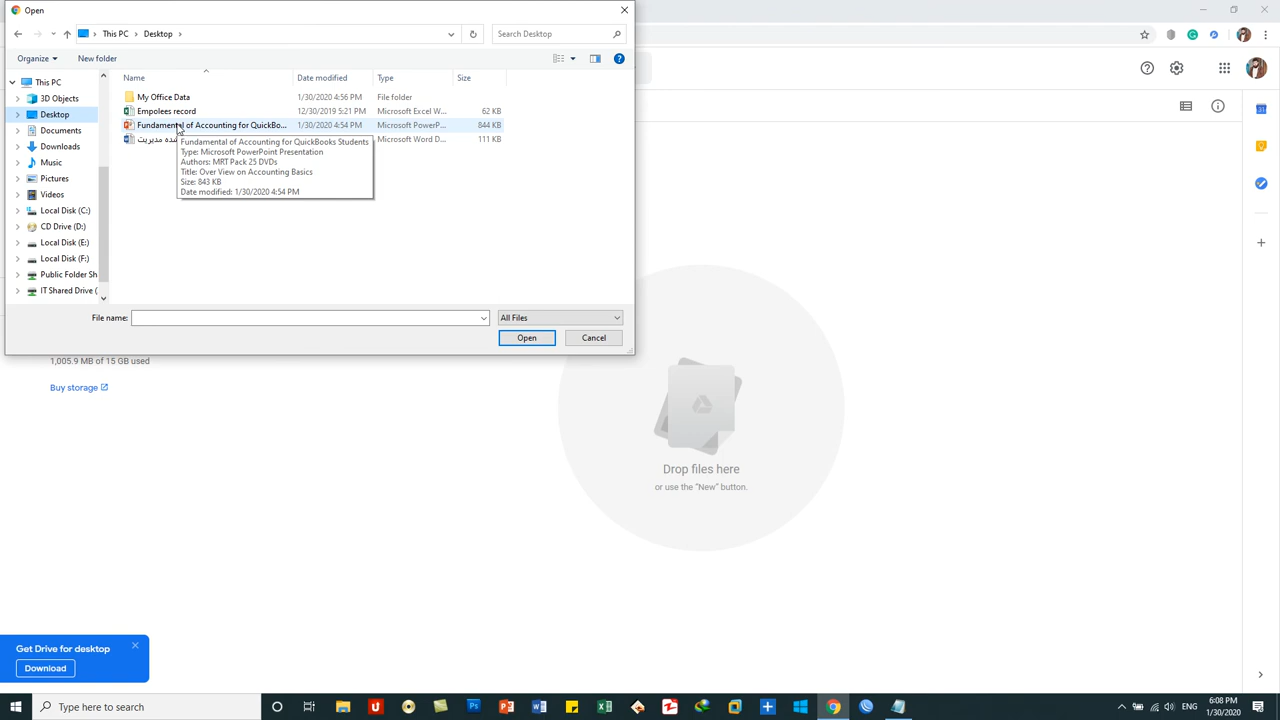 Open
This PC
Desktop
Search Desktop
Organize
New folder
Name
Date modified
Type
Size
This PC
3D Objects
Desktop
Documents
Downloads
Music
Pictures
Videos
Local Disk (C:)
CD Drive (D:)
Local Disk (E:)
Local Disk (F:)
Public Folder Sh
IT Shared Drive (
My Office Data 1/30/2020 4:56 PM File folder
Empolees record 12/30/2019 5:21 PM Microsoft Excel W... 62 KB
Fundamental of Accounting for QuickBo... 1/30/2020 4:54 PM Microsoft PowerP... 844 KB
مدیریت Microsoft Word D... 111 KB
Fundamental of Accounting for QuickBooks Students
Type: Microsoft PowerPoint Presentation
Authors: MRT Pack 25 DVDs
Title: Over View on Accounting Basics
Size: 843 KB
Date modified: 1/30/2020 4:54 PM
File name:
All Files
Open
Cancel
1,005.9 MB of 15 GB used
Buy storage
Drop files here
or use the “New” button.
Get Drive for desktop
Download
Type here to search
ENG
6:08 PM
1/30/2020